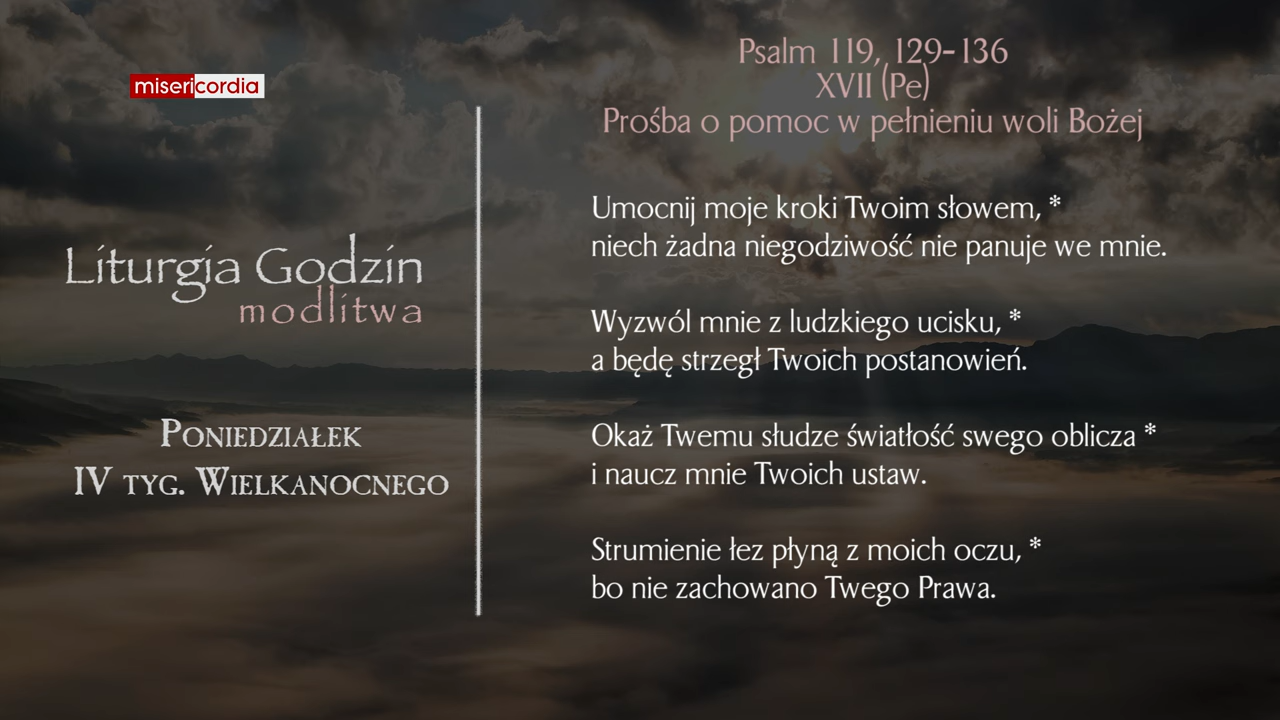 misericordia
Liturgia Godzin
modlitwa
Poniedziałek
IV tyg. Wielkanocnego
Psalm 119, 129-136
XVII (Pe)
Prośba o pomoc w pełnieniu woli Bożej
Umocnij moje kroki Twoim słowem, *
niech żadna niegodziwość nie panuje we mnie.
Wyzwól mnie z ludzkiego ucisku, *
a będę strzegł Twoich postanowień.
Okaż Twemu słudze światłość swego oblicza *
i naucz mnie Twoich ustaw.
Strumienie łez płyną z moich oczu, *
bo nie zachowano Twego Prawa.